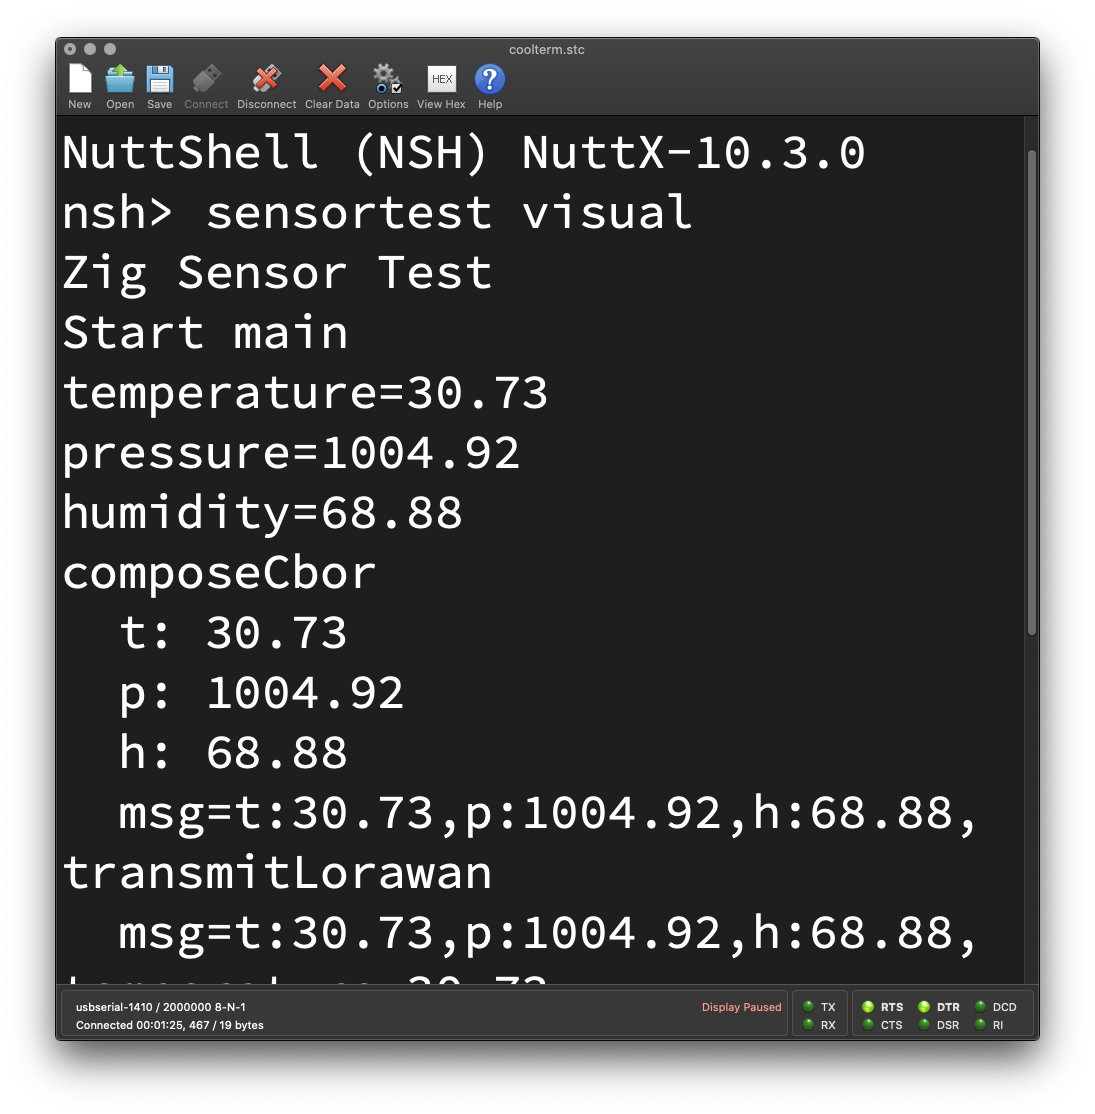 coolterm.stc
New Open Save Connect Disconnect Clear Data Options View Hex Help
HEX
NuttShell (NSH) NuttX-10.3.0
nsh> sensortest visual
Zig Sensor Test
Start main
temperature=30.73
pressure=1004.92
humidity=68.88
composeCbor
  t: 30.73
  p: 1004.92
  h: 68.88
  msg=t:30.73,p:1004.92,h:68.88,
transmitLorawan
  msg=t:30.73,p:1004.92,h:68.88,
usbserial-1410 / 2000000 8-N-1
Connected 00:01:25, 467 / 19 bytes
Display Paused
TX RTS DTR DCD
RX CTS DSR RI